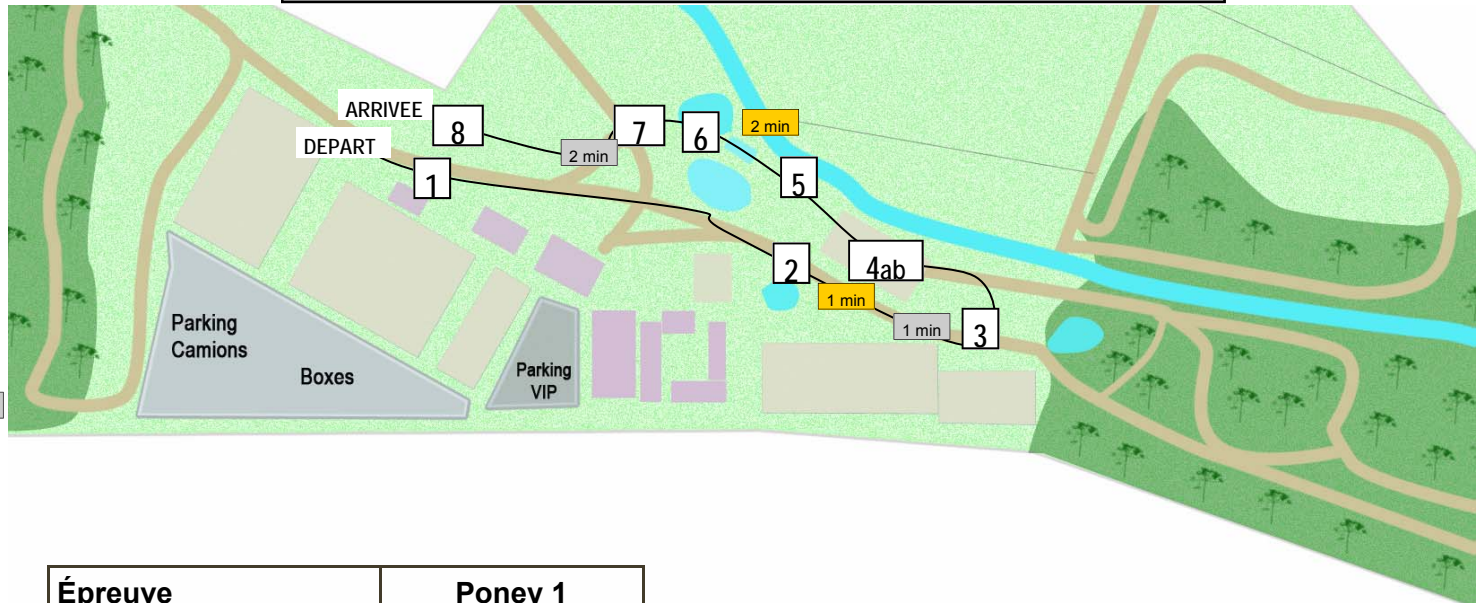 ARRIVEE
8
7
6
2 min
DEPART
2 min
1
5
2
4ab
1 min
1 min
3
Parking
Camions
Boxes
Parking
VIP
Épreuve
Poney 1